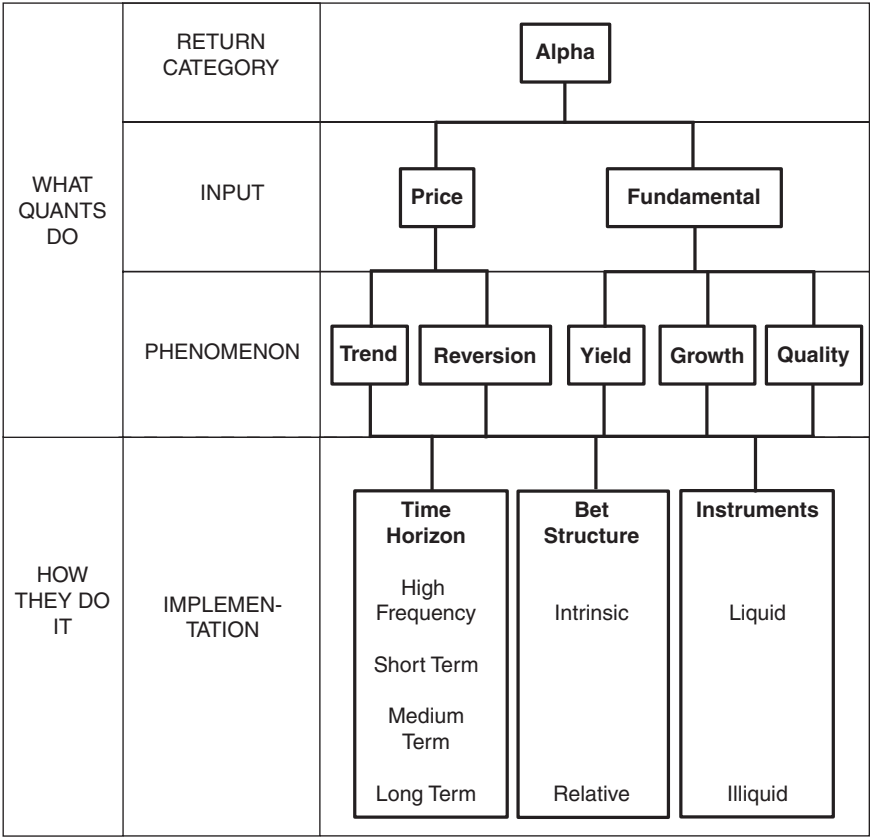 RETURN
CATEGORY
Alpha
WHAT
QUANTS
DO
INPUT
Price
Fundamental
PHENOMENON
Trend
Reversion
Yield
Growth
Quality
HOW
THEY DO
IT
IMPLEMEN-
TATION
Time
Horizon
High
Frequency
Short Term
Medium
Term
Long Term
Bet
Structure
Intrinsic
Relative
Instruments
Liquid
Illiquid